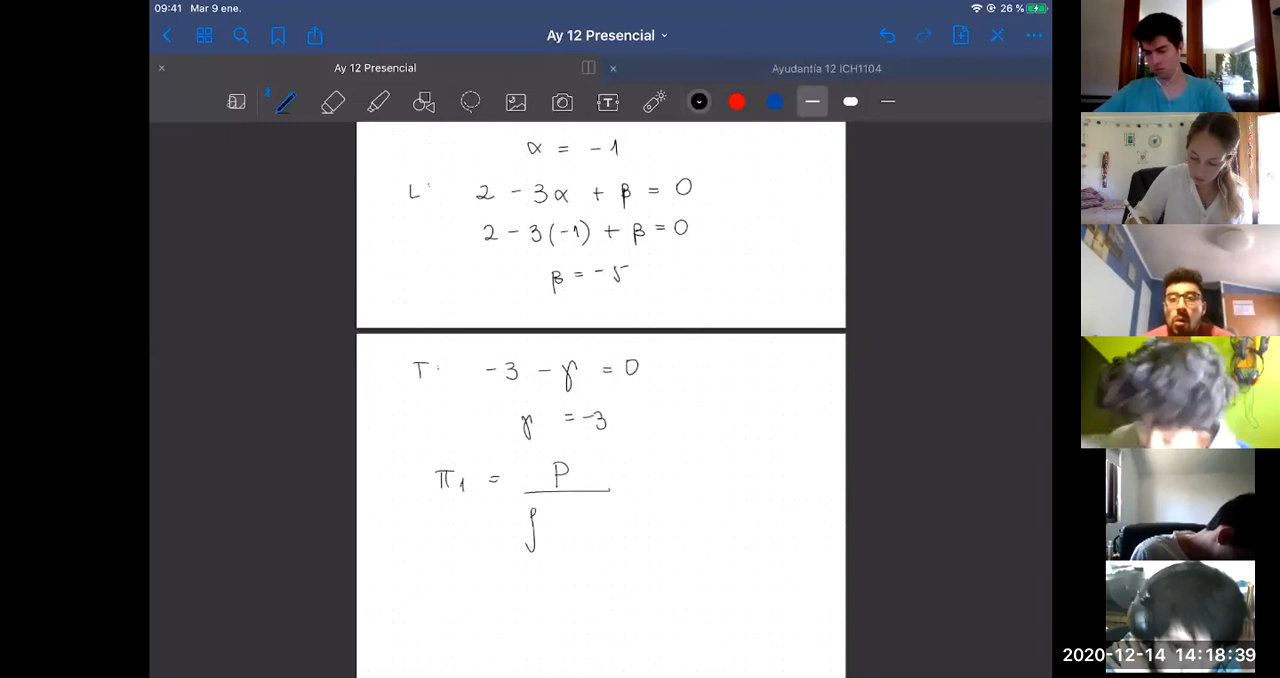 09:41 Mar 9 ene.
26 %
Ay 12 Presencial
Ay 12 Presencial
Ayudantía 12 ICH1104
α = -1
L: 2 - 3α + β = 0
2 - 3(-1) + β = 0
β = -5
T: -3 - γ = 0
γ = -3
π₁ = P
ρ
2020-12-14 14:18:39